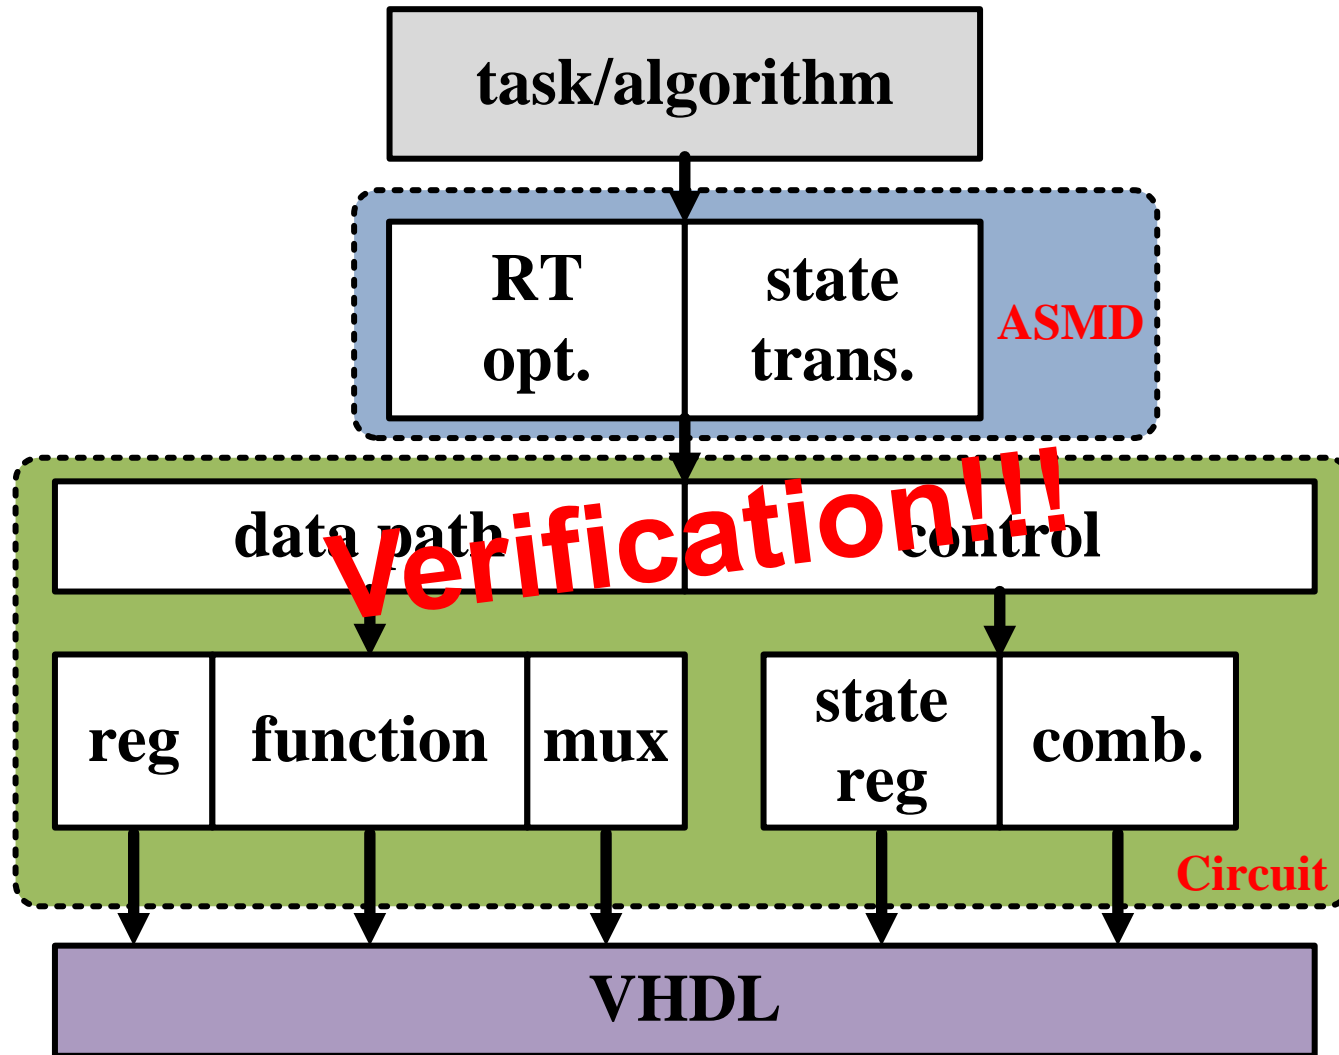 task/algorithm
RT
opt.
state
trans.
ASMD
data path
control
Verification!!!
reg
function
mux
state
reg
comb.
Circuit
VHDL